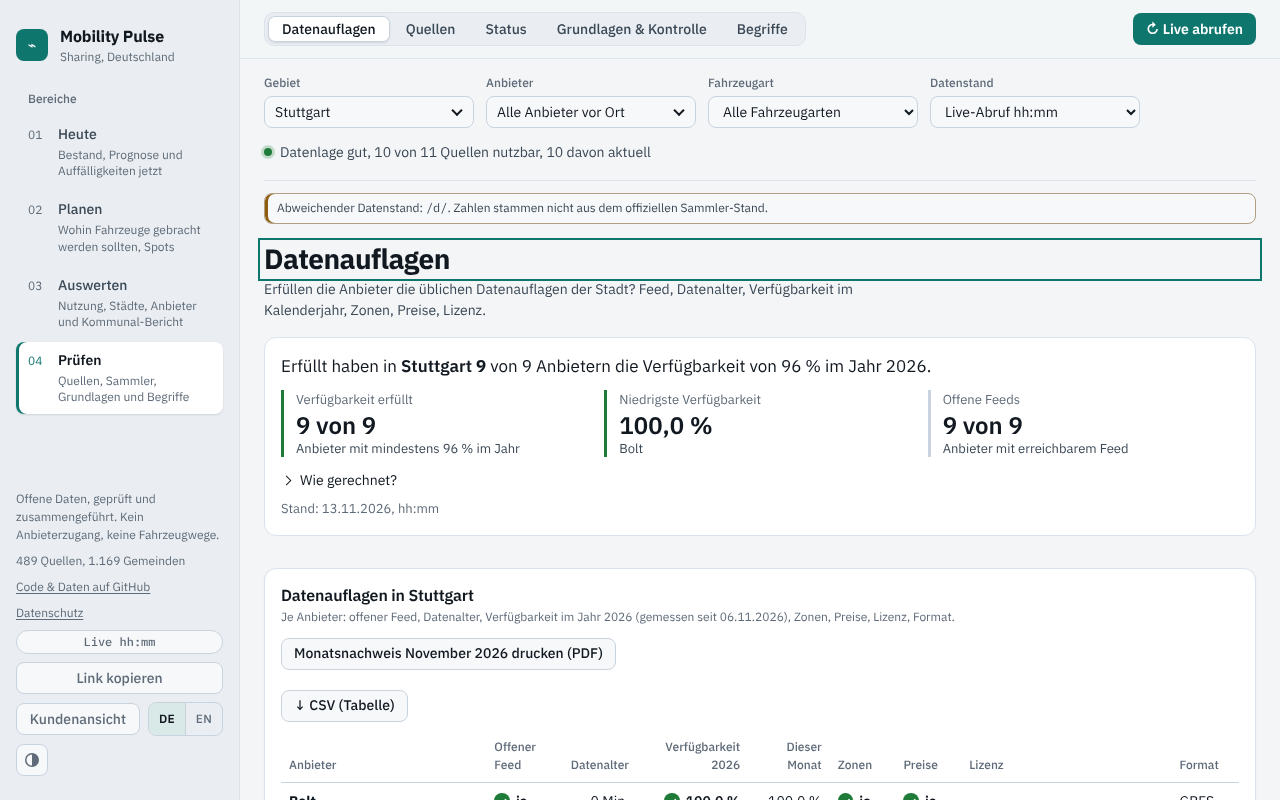 Mobility Pulse
Sharing, Deutschland
Bereiche
01 Heute
Bestand, Prognose und
Auffälligkeiten jetzt
02 Planen
Wohin Fahrzeuge gebracht
werden sollten, Spots
03 Auswerten
Nutzung, Städte, Anbieter
und Kommunal-Bericht
04 Prüfen
Quellen, Sammler,
Grundlagen und Begriffe
Offene Daten, geprüft und
zusammengeführt. Kein
Anbieterzugang, keine Fahrzeugwege.
489 Quellen, 1.169 Gemeinden
Code & Daten auf GitHub
Datenschutz
Live hh:mm
Link kopieren
Kundenansicht DE EN
Datenauflagen Quellen Status Grundlagen & Kontrolle Begriffe ↻ Live abrufen
Gebiet Anbieter Fahrzeugart Datenstand
Stuttgart Alle Anbieter vor Ort Alle Fahrzeugarten Live-Abruf hh:mm
Datenlage gut, 10 von 11 Quellen nutzbar, 10 davon aktuell
Abweichender Datenstand: /d/. Zahlen stammen nicht aus dem offiziellen Sammler-Stand.
Datenauflagen
Erfüllen die Anbieter die üblichen Datenauflagen der Stadt? Feed, Datenalter, Verfügbarkeit im
Kalenderjahr, Zonen, Preise, Lizenz.
Erfüllt haben in Stuttgart 9 von 9 Anbietern die Verfügbarkeit von 96 % im Jahr 2026.
Verfügbarkeit erfüllt Niedrigste Verfügbarkeit Offene Feeds
9 von 9 100,0 % 9 von 9
Anbieter mit mindestens 96 % im Jahr Bolt Anbieter mit erreichbarem Feed
Wie gerechnet?
Stand: 13.11.2026, hh:mm
Datenauflagen in Stuttgart
Je Anbieter: offener Feed, Datenalter, Verfügbarkeit im Jahr 2026 (gemessen seit 06.11.2026), Zonen, Preise, Lizenz, Format.
Monatsnachweis November 2026 drucken (PDF)
↓ CSV (Tabelle)
Offener Verfügbarkeit Dieser
Anbieter Feed Datenalter 2026 Monat Zonen Preise Lizenz Format
Bolt ja 0 Min. 100,0 % 100,0 % ja ja GBFS